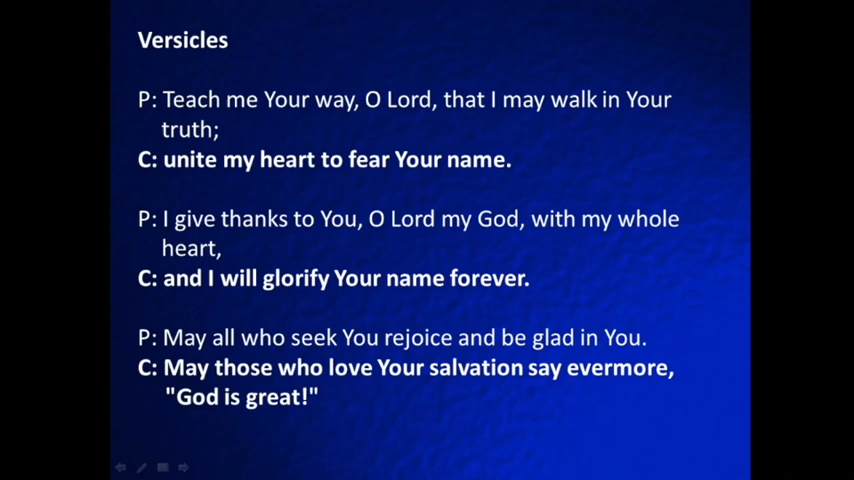 Versicles
P: Teach me Your way, O Lord, that I may walk in Your
truth;
C: unite my heart to fear Your name.
P: I give thanks to You, O Lord my God, with my whole
heart,
C: and I will glorify Your name forever.
P: May all who seek You rejoice and be glad in You.
C: May those who love Your salvation say evermore,
"God is great!"